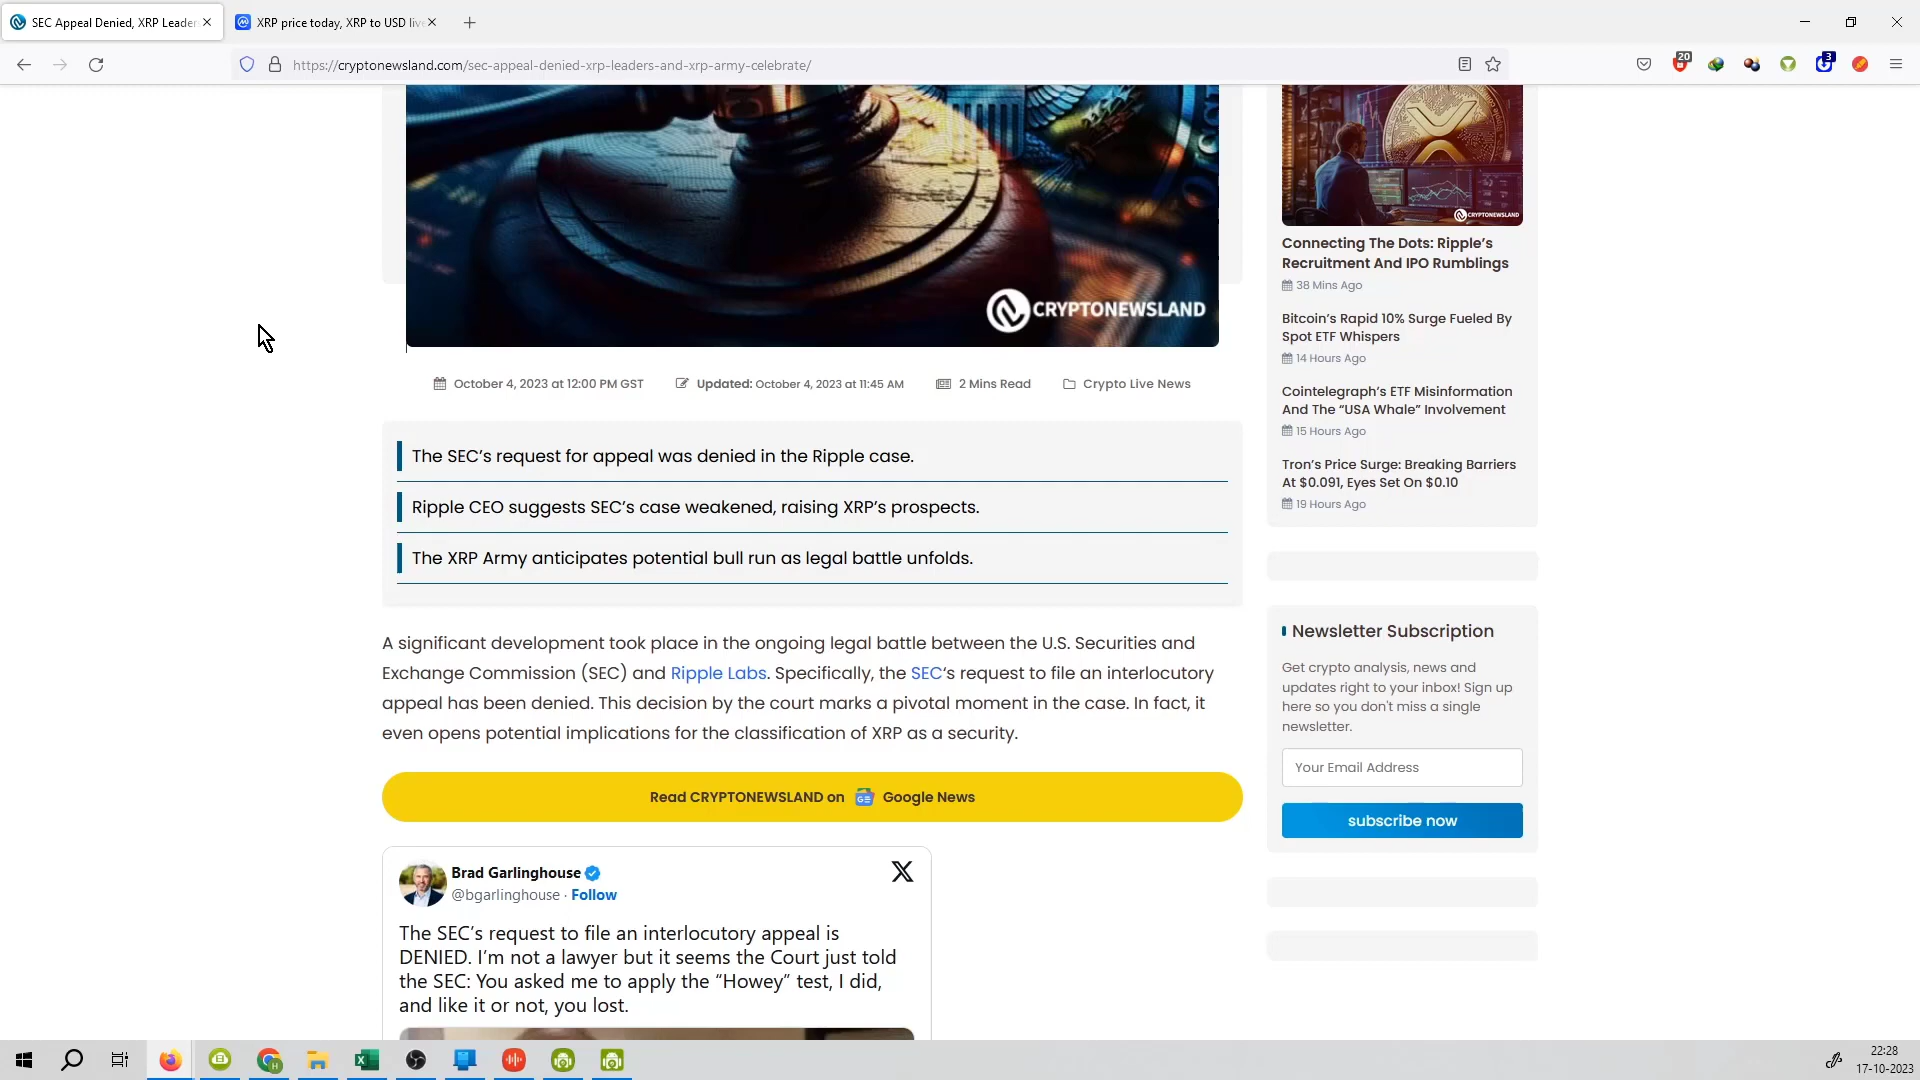 SEC Appeal Denied, XRP Leader
XRP price today, XRP to USD live
https://cryptonewsland.com/sec-appeal-denied-xrp-leaders-and-xrp-army-celebrate/
20
3
CRYPTONEWSLAND
October 4, 2023 at 12:00 PM GST
Updated: October 4, 2023 at 11:45 AM
2 Mins Read
Crypto Live News
The SEC’s request for appeal was denied in the Ripple case.
Ripple CEO suggests SEC’s case weakened, raising XRP’s prospects.
The XRP Army anticipates potential bull run as legal battle unfolds.
A significant development took place in the ongoing legal battle between the U.S. Securities and
Exchange Commission (SEC) and Ripple Labs. Specifically, the SEC‘s request to file an interlocutory
appeal has been denied. This decision by the court marks a pivotal moment in the case. In fact, it
even opens potential implications for the classification of XRP as a security.
Read CRYPTONEWSLAND on Google News
Brad Garlinghouse
@bgarlinghouse · Follow
The SEC’s request to file an interlocutory appeal is
DENIED. I’m not a lawyer but it seems the Court just told
the SEC: You asked me to apply the “Howey” test, I did,
and like it or not, you lost.
CRYPTONEWSLAND
Connecting The Dots: Ripple’s
Recruitment And IPO Rumblings
38 Mins Ago
Bitcoin’s Rapid 10% Surge Fueled By
Spot ETF Whispers
14 Hours Ago
Cointelegraph’s ETF Misinformation
And The “USA Whale” Involvement
15 Hours Ago
Tron’s Price Surge: Breaking Barriers
At $0.091, Eyes Set On $0.10
19 Hours Ago
Newsletter Subscription
Get crypto analysis, news and
updates right to your inbox! Sign up
here so you don't miss a single
newsletter.
Your Email Address
subscribe now
22:28
17-10-2023